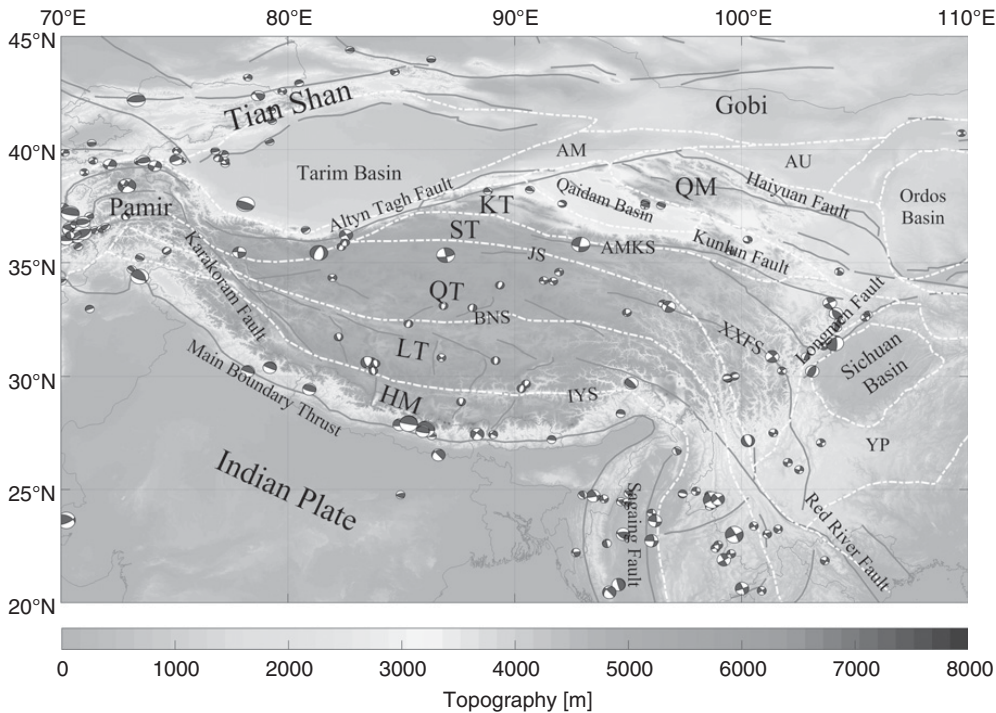 70°E 80°E 90°E 100°E 110°E
45°N
Tian Shan
Gobi
40°N
AM
AU
Tarim Basin
Altyn Tagh Fault
Qaidam Basin
QM
Haiyuan Fault
Ordos
Basin
Pamir
KT
ST
JS
AMKS
Kunlun Fault
35°N
Karakoram Fault
QT
BNS
XXFS
Longmen Fault
LT
Sichuan
Basin
30°N
Main Boundary Thrust
HM
IYS
YP
Indian Plate
25°N
Sagaing Fault
Red River Fault
20°N
0 1000 2000 3000 4000 5000 6000 7000 8000
Topography [m]